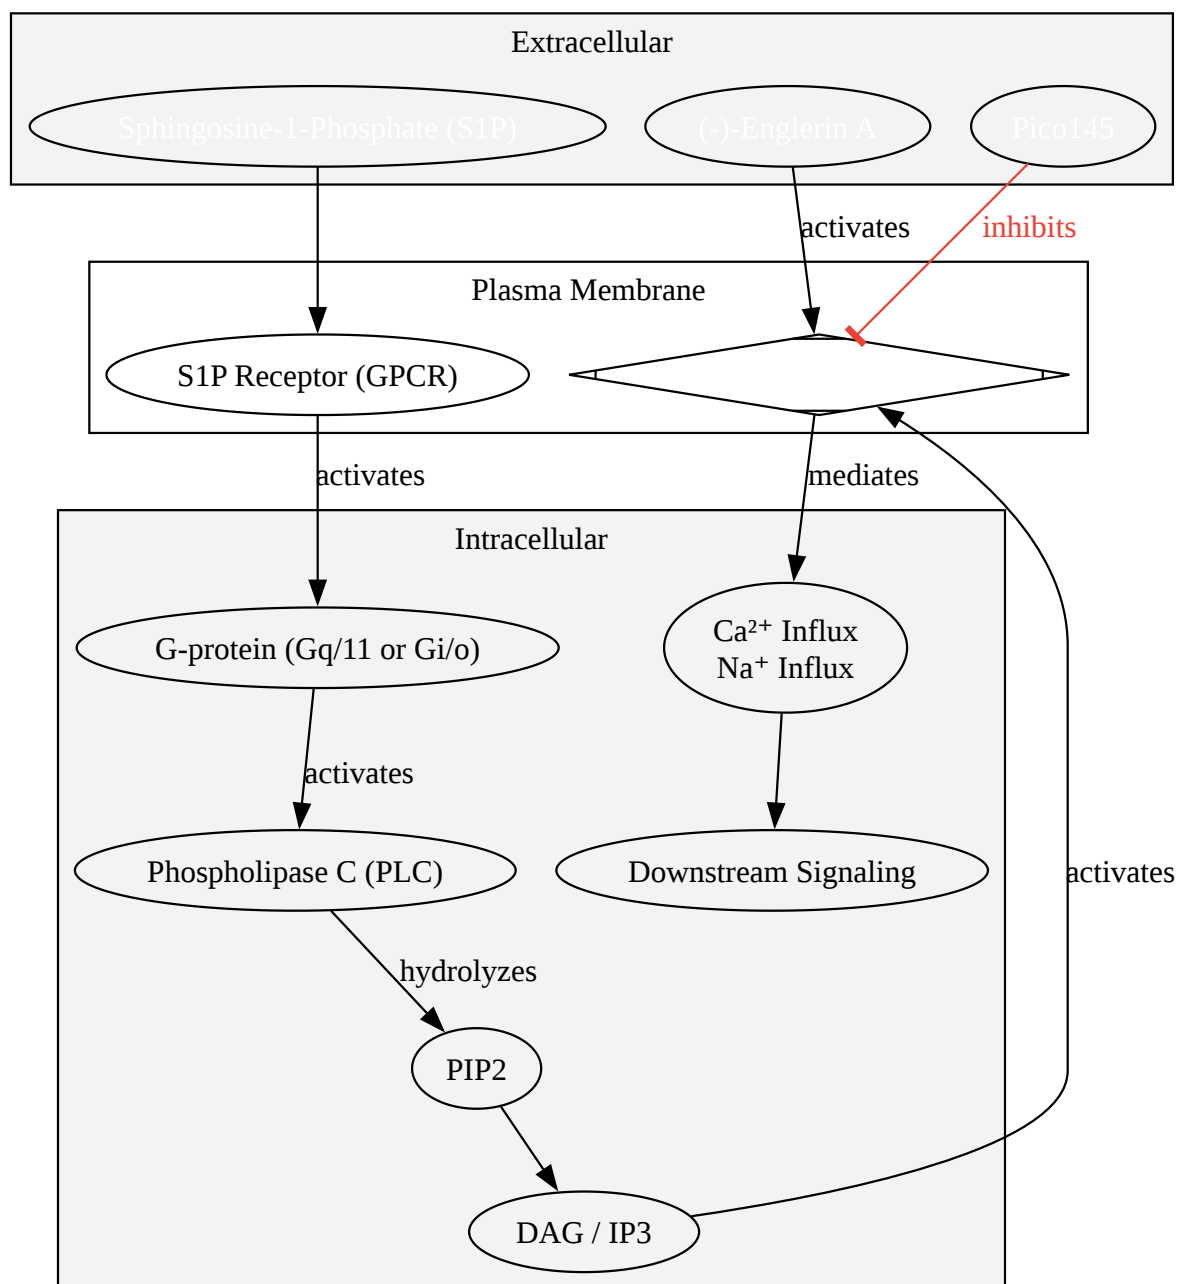 Extracellular
Sphingosine-1-Phosphate (S1P)
(-)-Englerin A
Pico145
activates
inhibits
Plasma Membrane
S1P Receptor (GPCR)
activates
mediates
Intracellular
G-protein (Gq/11 or Gi/o)
Ca²⁺ Influx
Na⁺ Influx
activates
Phospholipase C (PLC)
Downstream Signaling
activates
hydrolyzes
PIP2
DAG / IP3